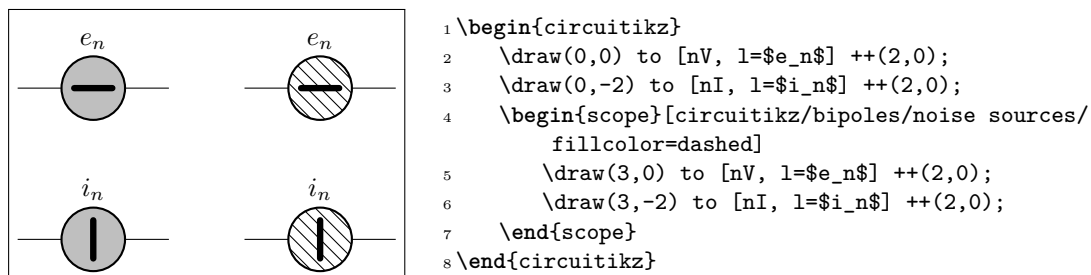 e_n e_n
i_n i_n
1 \begin{circuitikz}
2 \draw(0,0) to [nV, l=$e_n$] ++(2,0);
3 \draw(0,-2) to [nI, l=$i_n$] ++(2,0);
4 \begin{scope}[circuitikz/bipoles/noise sources/
fillcolor=dashed]
5 \draw(3,0) to [nV, l=$e_n$] ++(2,0);
6 \draw(3,-2) to [nI, l=$i_n$] ++(2,0);
7 \end{scope}
8 \end{circuitikz}